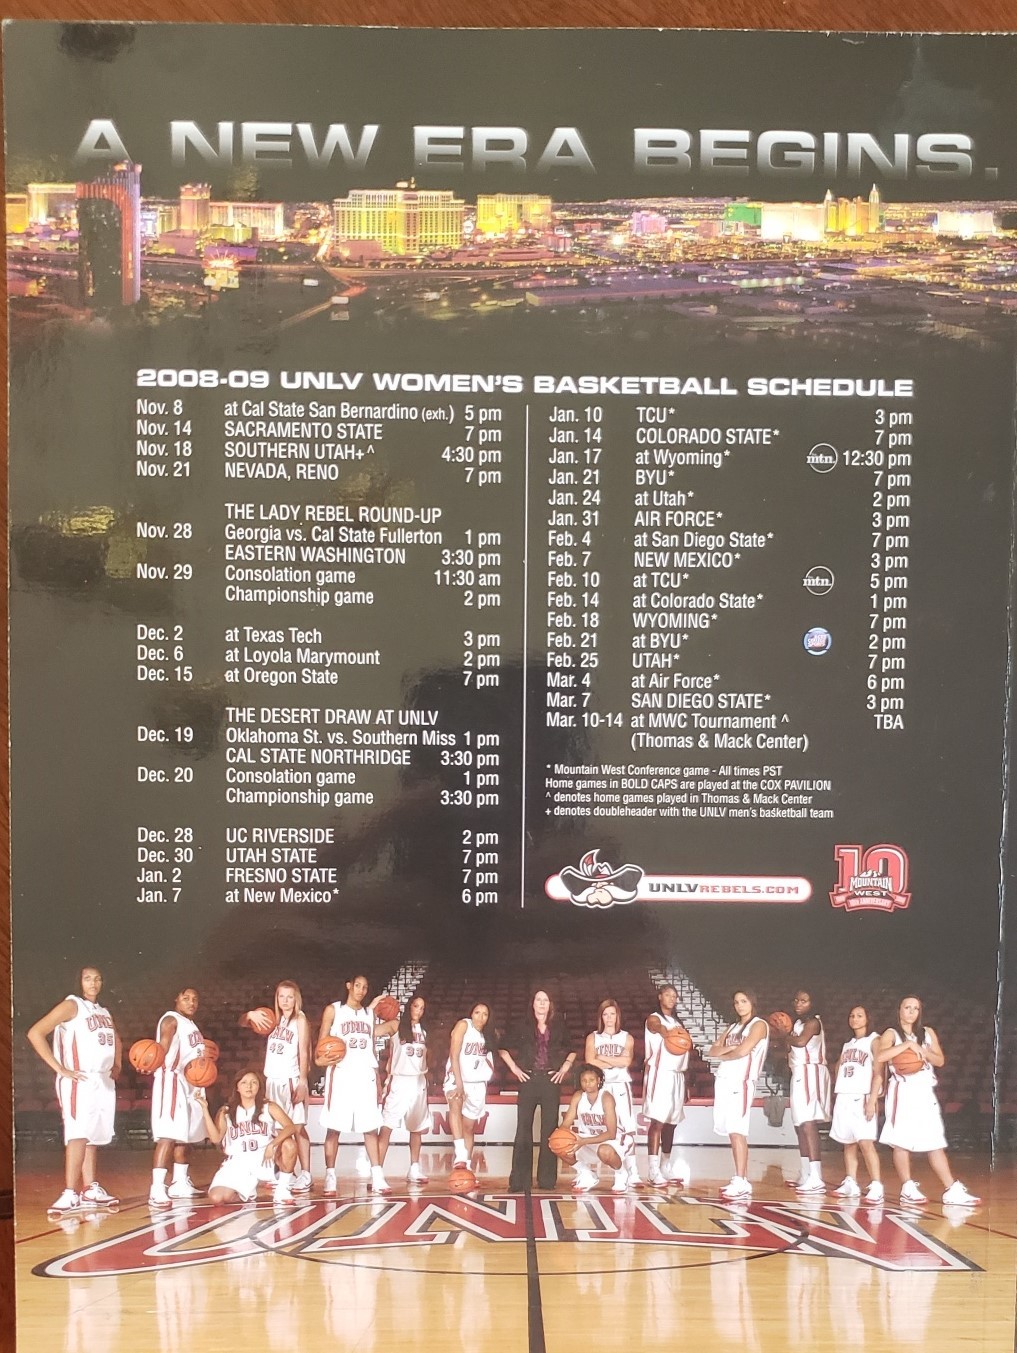 A NEW ERA BEGINS.
2008-09 UNLV WOMEN'S BASKETBALL SCHEDULE
Nov. 8 at Cal State San Bernardino (exh.) 5 pm
Nov. 14 SACRAMENTO STATE 7 pm
Nov. 18 SOUTHERN UTAH+^ 4:30 pm
Nov. 21 NEVADA, RENO 7 pm
THE LADY REBEL ROUND-UP
Nov. 28 Georgia vs. Cal State Fullerton 1 pm
EASTERN WASHINGTON 3:30 pm
Nov. 29 Consolation game 11:30 am
Championship game 2 pm
Dec. 2 at Texas Tech 3 pm
Dec. 6 at Loyola Marymount 2 pm
Dec. 15 at Oregon State 7 pm
THE DESERT DRAW AT UNLV
Dec. 19 Oklahoma St. vs. Southern Miss 1 pm
CAL STATE NORTHRIDGE 3:30 pm
Dec. 20 Consolation game 1 pm
Championship game 3:30 pm
Dec. 28 UC RIVERSIDE 2 pm
Dec. 30 UTAH STATE 7 pm
Jan. 2 FRESNO STATE 7 pm
Jan. 7 at New Mexico* 6 pm
Jan. 10 TCU* 3 pm
Jan. 14 COLORADO STATE* 7 pm
Jan. 17 at Wyoming* mtn. 12:30 pm
Jan. 21 BYU* 7 pm
Jan. 24 at Utah* 2 pm
Jan. 31 AIR FORCE* 3 pm
Feb. 4 at San Diego State* 7 pm
Feb. 7 NEW MEXICO* 3 pm
Feb. 10 at TCU* mtn. 5 pm
Feb. 14 at Colorado State* 1 pm
Feb. 18 WYOMING* 7 pm
Feb. 21 at BYU* 2 pm
Feb. 25 UTAH* 7 pm
Mar. 4 at Air Force* 6 pm
Mar. 7 SAN DIEGO STATE* 3 pm
Mar. 10-14 at MWC Tournament ^ TBA
(Thomas & Mack Center)
* Mountain West Conference game - All times PST
Home games in BOLD CAPS are played at the COX PAVILION
^ denotes home games played in Thomas & Mack Center
+ denotes doubleheader with the UNLV men's basketball team
UNLVREBELS.COM
10
MOUNTAIN
WEST
UNLV
35
UNLV
42
UNLV
23
33
UNLV
1
UNLV
10
UNLV
15
UNLV